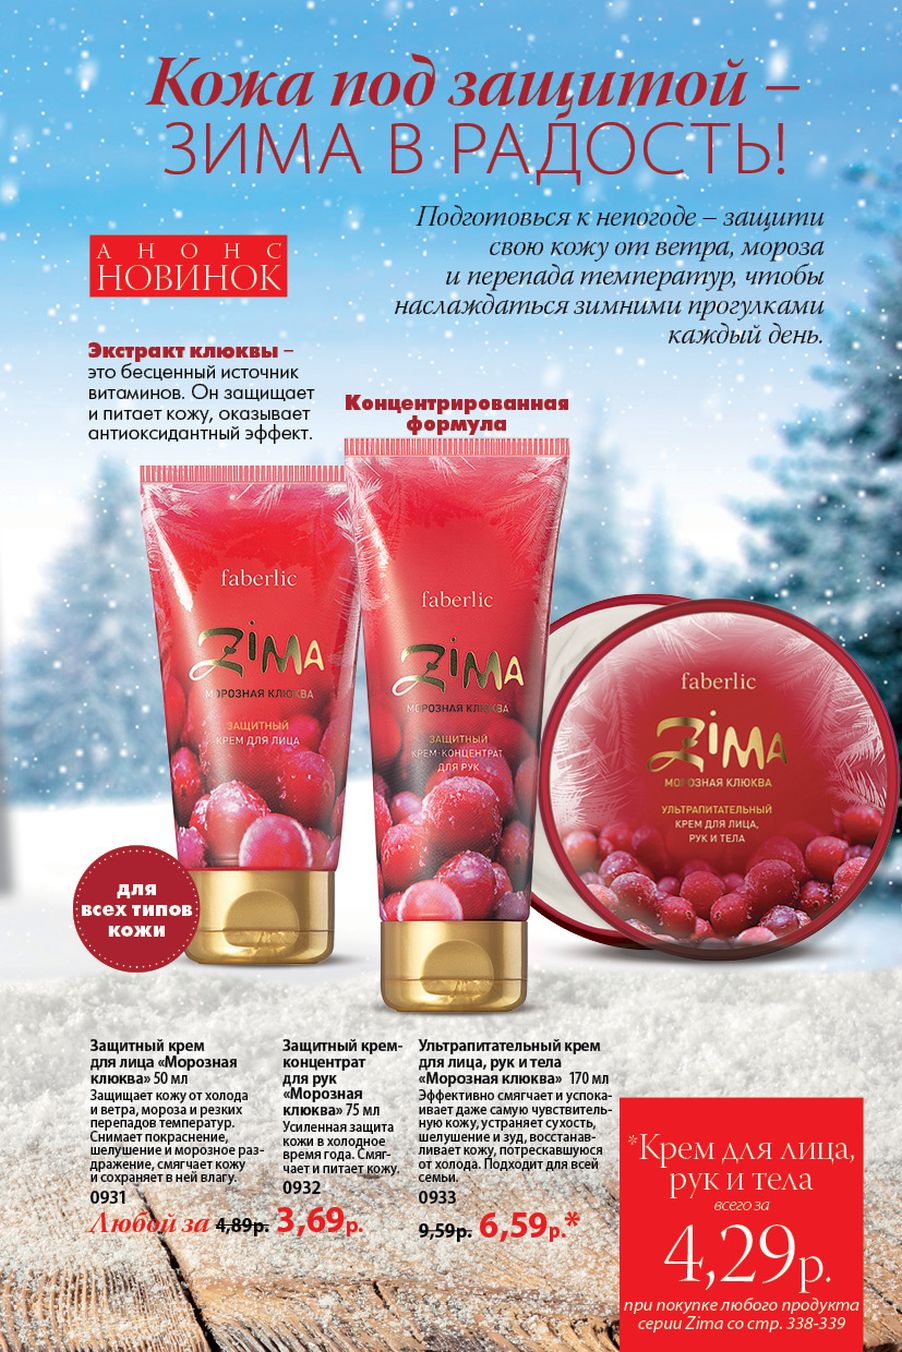 Кожа под защитой –
ЗИМА В РАДОСТЬ!
Подготовься к непогоде – защити
свою кожу от ветра, мороза
и перепада температур, чтобы
наслаждаться зимними прогулками
каждый день.
АНОНС
НОВИНОК
Экстракт клюквы –
это бесценный источник
витаминов. Он защищает
и питает кожу, оказывает
антиоксидантный эффект.
Концентрированная
формула
faberlic
ZiMA
МОРОЗНАЯ КЛЮКВА
ЗАЩИТНЫЙ
КРЕМ ДЛЯ ЛИЦА
faberlic
ZiMA
МОРОЗНАЯ КЛЮКВА
ЗАЩИТНЫЙ
КРЕМ-КОНЦЕНТРАТ
ДЛЯ РУК
faberlic
ZiMA
МОРОЗНАЯ КЛЮКВА
УЛЬТРАПИТАТЕЛЬНЫЙ
КРЕМ ДЛЯ ЛИЦА,
РУК И ТЕЛА
для
всех типов
кожи
Защитный крем
для лица «Морозная
клюква» 50 мл
Защищает кожу от холода
и ветра, мороза и резких
перепадов температур.
Снимает покраснение,
шелушение и морозное раз-
дражение, смягчает кожу
и сохраняет в ней влагу.
0931
Защитный крем-
концентрат
для рук
«Морозная
клюква» 75 мл
Усиленная защита
кожи в холодное
время года. Смяг-
чает и питает кожу.
0932
Любой за 4,89р. 3,69р.
Ультрапитательный крем
для лица, рук и тела
«Морозная клюква» 170 мл
Эффективно смягчает и успока-
ивает даже самую чувствитель-
ную кожу, устраняет сухость,
шелушение и зуд, восстанав-
ливает кожу, потрескавшуюся
от холода. Подходит для всей
семьи.
0933
9,59р. 6,59р.*
*Крем для лица,
рук и тела
всего за
4,29р.
при покупке любого продукта
серии Zima со стр. 338-339